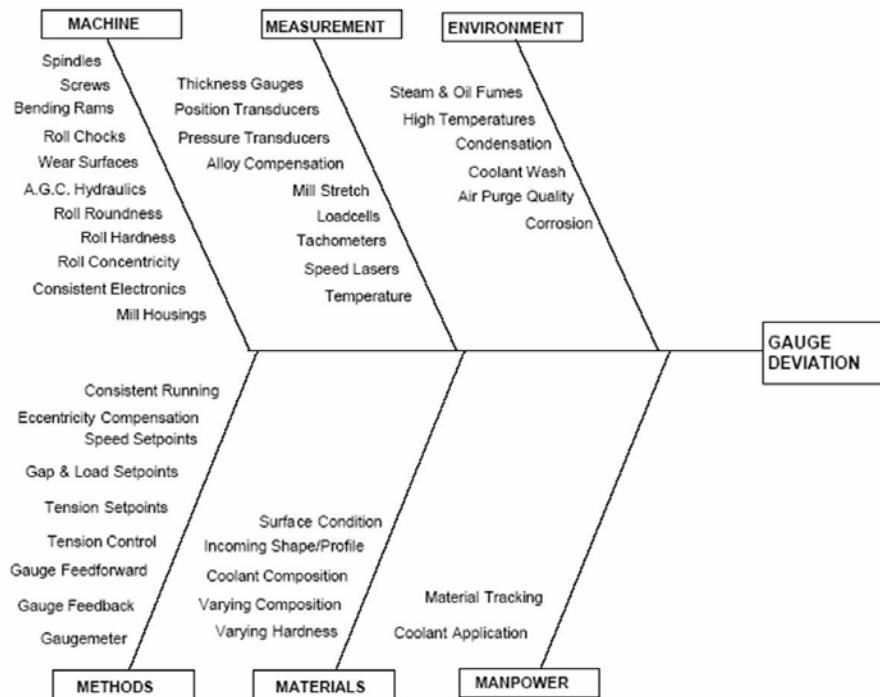 MACHINE
Spindles
Screws
Bending Rams
Roll Chocks
Wear Surfaces
A.G.C. Hydraulics
Roll Roundness
Roll Hardness
Roll Concentricity
Consistent Electronics
Mill Housings
MEASUREMENT
Thickness Gauges
Position Transducers
Pressure Transducers
Alloy Compensation
Mill Stretch
Loadcells
Tachometers
Speed Lasers
Temperature
ENVIRONMENT
Steam & Oil Fumes
High Temperatures
Condensation
Coolant Wash
Air Purge Quality
Corrosion
GAUGE
DEVIATION
Consistent Running
Eccentricity Compensation
Speed Setpoints
Gap & Load Setpoints
Tension Setpoints
Tension Control
Gauge Feedforward
Gauge Feedback
Gaugemeter
METHODS
Surface Condition
Incoming Shape/Profile
Coolant Composition
Varying Composition
Varying Hardness
MATERIALS
Material Tracking
Coolant Application
MANPOWER